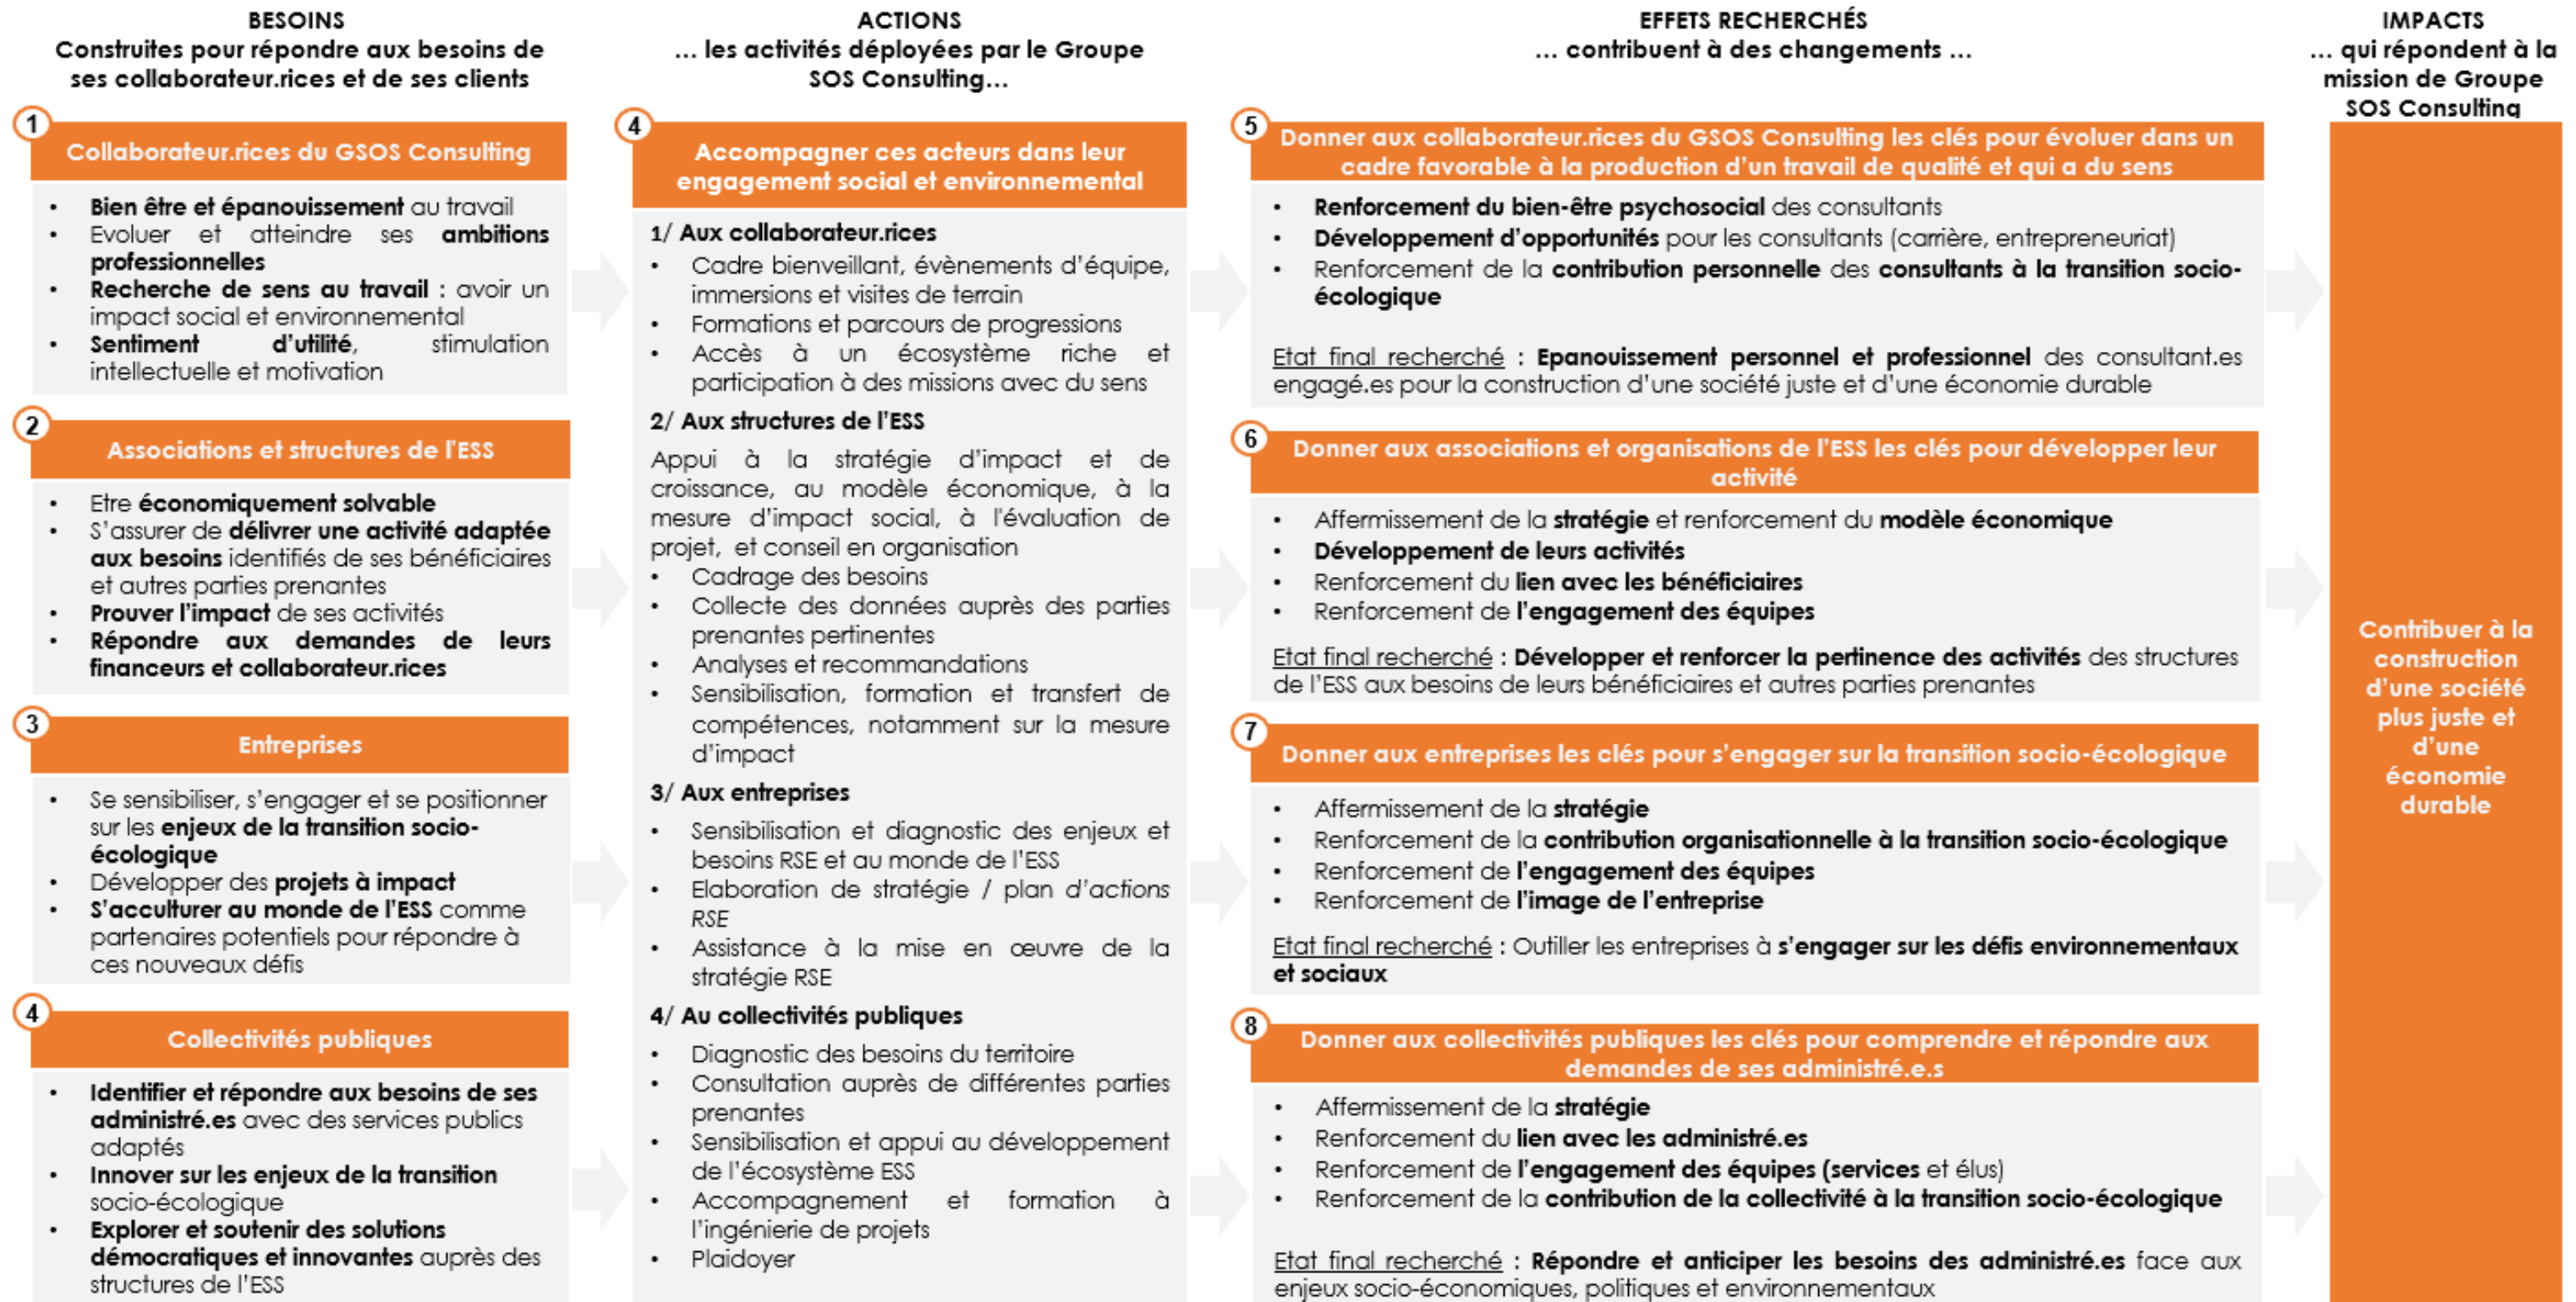 BESOINS
Construites pour répondre aux besoins de
ses collaborateur.rices et de ses clients
1
Collaborateur.rices du GSOS Consulting
• Bien être et épanouissement au travail
• Evoluer et atteindre ses ambitions
professionnelles
• Recherche de sens au travail : avoir un
impact social et environnemental
• Sentiment d'utilité, stimulation
intellectuelle et motivation
2
Associations et structures de l'ESS
• Etre économiquement solvable
• S'assurer de délivrer une activité adaptée
aux besoins identifiés de ses bénéficiaires
et autres parties prenantes
• Prouver l'impact de ses activités
• Répondre aux demandes de leurs
financeurs et collaborateur.rices
3
Entreprises
• Se sensibiliser, s'engager et se positionner
sur les enjeux de la transition socio-
écologique
• Développer des projets à impact
• S'acculturer au monde de l'ESS comme
partenaires potentiels pour répondre à
ces nouveaux défis
4
Collectivités publiques
• Identifier et répondre aux besoins de ses
administré.es avec des services publics
adaptés
• Innover sur les enjeux de la transition
socio-écologique
• Explorer et soutenir des solutions
démocratiques et innovantes auprès des
structures de l'ESS
ACTIONS
... les activités déployées par le Groupe
SOS Consulting...
4
Accompagner ces acteurs dans leur
engagement social et environnemental
1/ Aux collaborateur.rices
• Cadre bienveillant, évènements d'équipe,
immersions et visites de terrain
• Formations et parcours de progressions
• Accès à un écosystème riche et
participation à des missions avec du sens
2/ Aux structures de l'ESS
Appui à la stratégie d'impact et de
croissance, au modèle économique, à la
mesure d'impact social, à l'évaluation de
projet, et conseil en organisation
• Cadrage des besoins
• Collecte des données auprès des parties
prenantes pertinentes
• Analyses et recommandations
• Sensibilisation, formation et transfert de
compétences, notamment sur la mesure
d'impact
3/ Aux entreprises
• Sensibilisation et diagnostic des enjeux et
besoins RSE et au monde de l'ESS
• Elaboration de stratégie / plan d'actions
RSE
• Assistance à la mise en œuvre de la
stratégie RSE
4/ Au collectivités publiques
• Diagnostic des besoins du territoire
• Consultation auprès de différentes parties
prenantes
• Sensibilisation et appui au développement
de l'écosystème ESS
• Accompagnement et formation à
l'ingénierie de projets
• Plaidoyer
EFFETS RECHERCHÉS
... contribuent à des changements ...
5
Donner aux collaborateur.rices du GSOS Consulting les clés pour évoluer dans un
cadre favorable à la production d'un travail de qualité et qui a du sens
• Renforcement du bien-être psychosocial des consultants
• Développement d'opportunités pour les consultants (carrière, entrepreneuriat)
• Renforcement de la contribution personnelle des consultants à la transition socio-
écologique
Etat final recherché : Epanouissement personnel et professionnel des consultant.es
engagé.es pour la construction d'une société juste et d'une économie durable
6
Donner aux associations et organisations de l'ESS les clés pour développer leur
activité
• Affermissement de la stratégie et renforcement du modèle économique
• Développement de leurs activités
• Renforcement du lien avec les bénéficiaires
• Renforcement de l'engagement des équipes
Etat final recherché : Développer et renforcer la pertinence des activités des structures
de l'ESS aux besoins de leurs bénéficiaires et autres parties prenantes
7
Donner aux entreprises les clés pour s'engager sur la transition socio-écologique
• Affermissement de la stratégie
• Renforcement de la contribution organisationnelle à la transition socio-écologique
• Renforcement de l'engagement des équipes
• Renforcement de l'image de l'entreprise
Etat final recherché : Outiller les entreprises à s'engager sur les défis environnementaux
et sociaux
8
Donner aux collectivités publiques les clés pour comprendre et répondre aux
demandes de ses administré.e.s
• Affermissement de la stratégie
• Renforcement du lien avec les administré.es
• Renforcement de l'engagement des équipes (services et élus)
• Renforcement de la contribution de la collectivité à la transition socio-écologique
Etat final recherché : Répondre et anticiper les besoins des administré.es face aux
enjeux socio-économiques, politiques et environnementaux
IMPACTS
... qui répondent à la
mission de Groupe
SOS Consulting
Contribuer à la
construction
d'une société
plus juste et
d'une
économie
durable